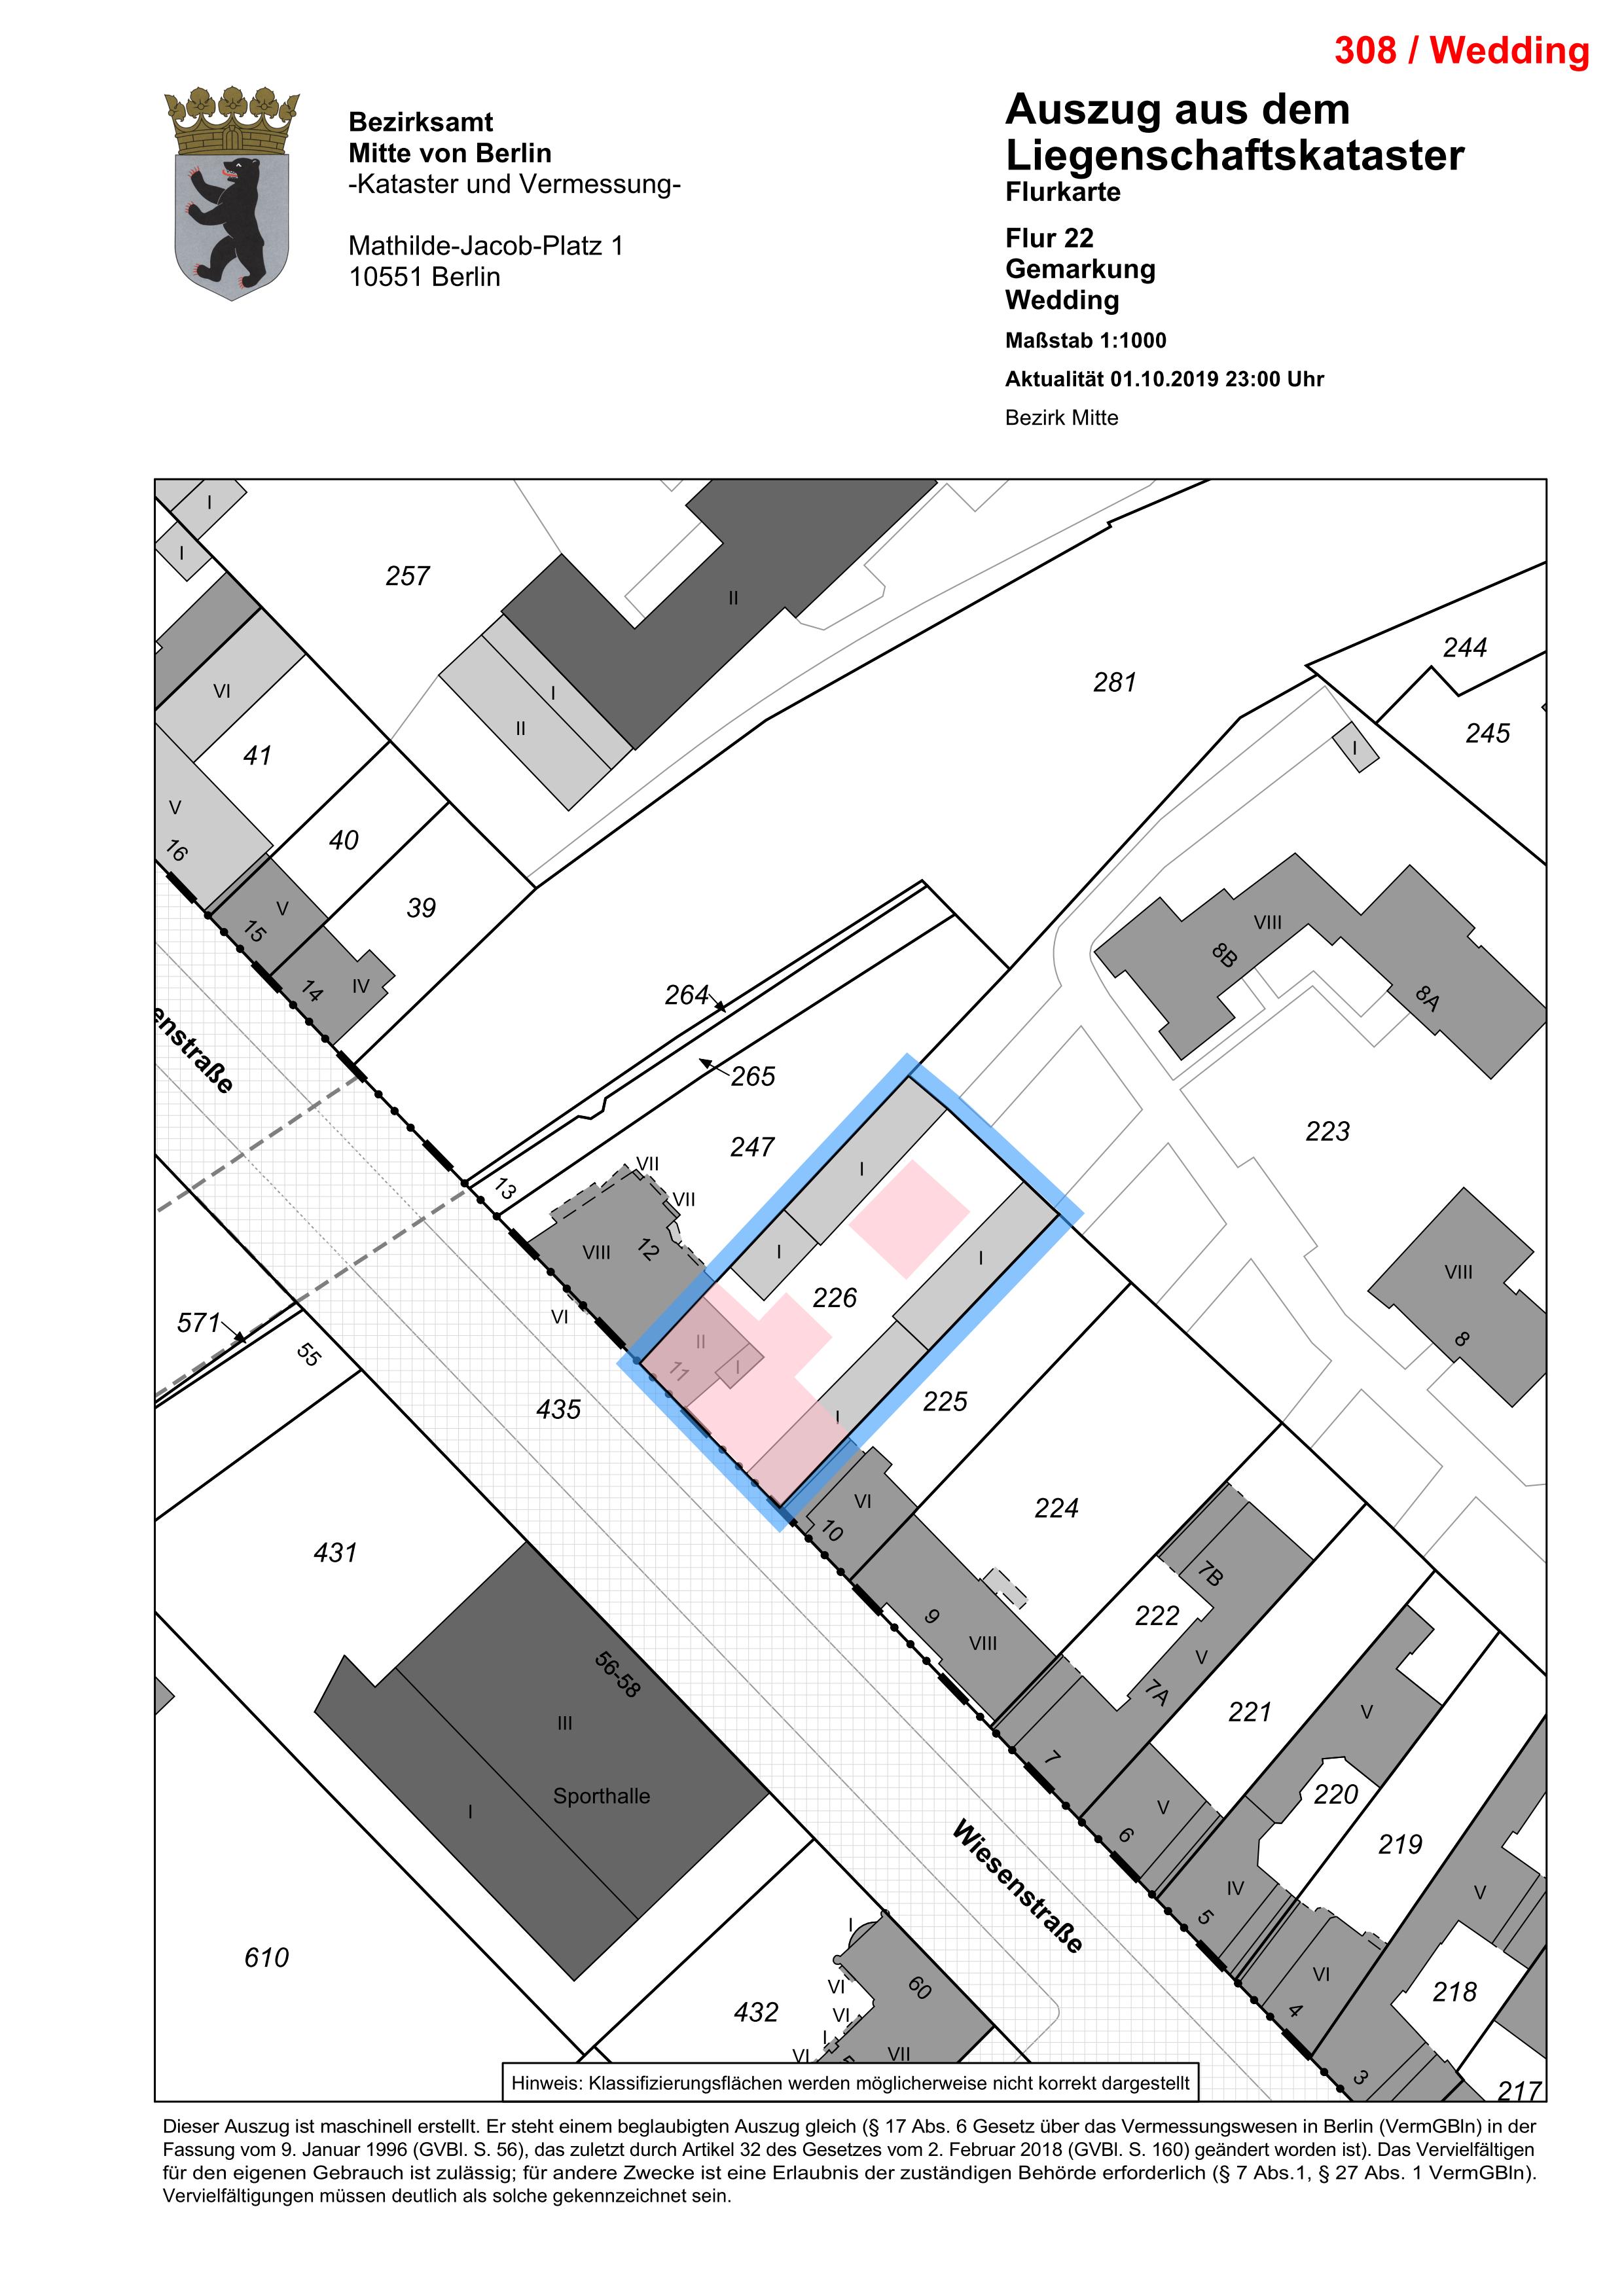 308 / Wedding
Bezirksamt
Mitte von Berlin
-Kataster und Vermessung-
Mathilde-Jacob-Platz 1
10551 Berlin
Auszug aus dem
Liegenschaftskataster
Flurkarte
Flur 22
Gemarkung
Wedding
Maßstab 1:1000
Aktualität 01.10.2019 23:00 Uhr
Bezirk Mitte
I
I
257
II
VI
I
II
281
244
245
I
41
V
16
40
V
15
39
14
IV
VIII
8B
8A
enstraße
264
265
247
223
13
VII
VII
VIII
12
VI
I
I
I
226
VIII
8
571
55
II
11
I
I
435
225
VI
10
224
431
7B
222
9
VIII
V
7A
56-58
III
Sporthalle
I
221
V
7
220
V
6
219
Wiesenstraße
IV
5
V
610
432
I
VI
VI
I
VI
60
VII
VI
4
218
3
217
Hinweis: Klassifizierungsflächen werden möglicherweise nicht korrekt dargestellt
Dieser Auszug ist maschinell erstellt. Er steht einem beglaubigten Auszug gleich (§ 17 Abs. 6 Gesetz über das Vermessungswesen in Berlin (VermGBln) in der
Fassung vom 9. Januar 1996 (GVBl. S. 56), das zuletzt durch Artikel 32 des Gesetzes vom 2. Februar 2018 (GVBl. S. 160) geändert worden ist). Das Vervielfältigen
für den eigenen Gebrauch ist zulässig; für andere Zwecke ist eine Erlaubnis der zuständigen Behörde erforderlich (§ 7 Abs.1, § 27 Abs. 1 VermGBln).
Vervielfältigungen müssen deutlich als solche gekennzeichnet sein.